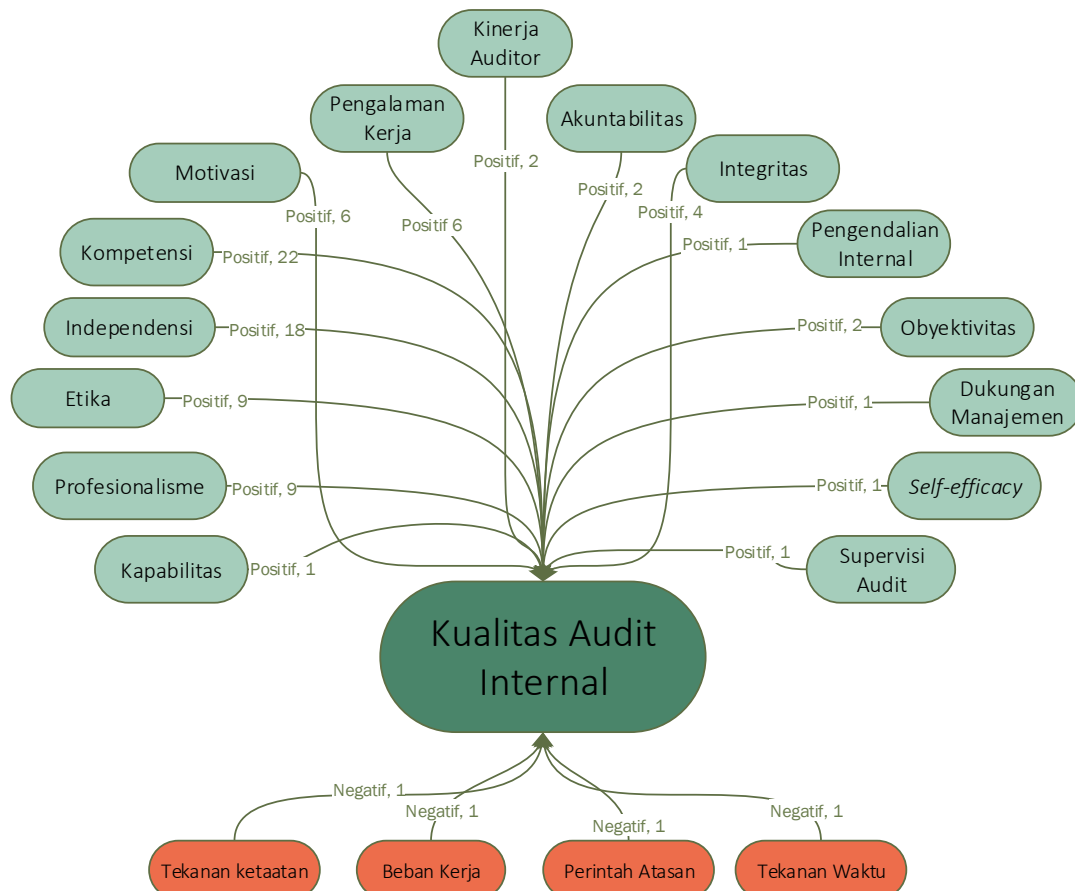 Kinerja
Auditor
Pengalaman
Kerja
Akuntabilitas
Motivasi
Integritas
Positif, 2
Positif, 2
Positif, 6
Positif 6
Positif, 4
Kompetensi
Positif, 22
Positif, 1
Pengendalian
Internal
Independensi
Positif, 18
Positif, 2
Obyektivitas
Etika
Positif, 9
Positif, 1
Dukungan
Manajemen
Profesionalisme
Positif, 9
Positif, 1
Self-efficacy
Kapabilitas
Positif, 1
Positif, 1
Supervisi
Audit
Kualitas Audit
Internal
Negatif, 1
Negatif, 1
Negatif, 1
Negatif, 1
Tekanan ketaatan
Beban Kerja
Perintah Atasan
Tekanan Waktu